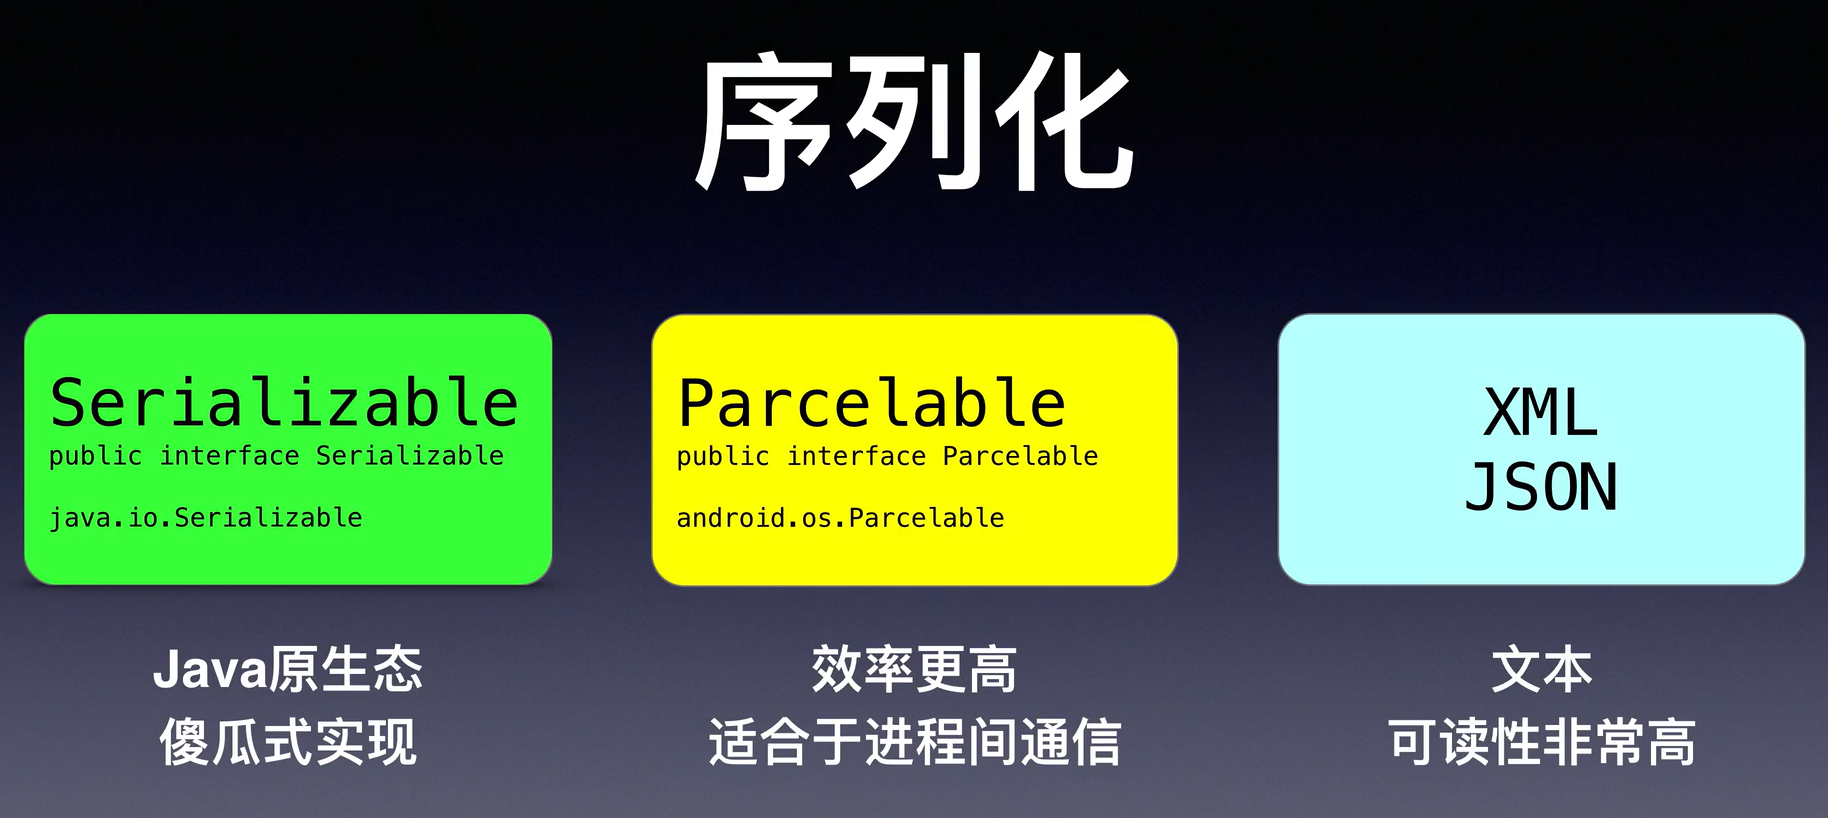 序列化
Serializable
public interface Serializable
java.io.Serializable
Parcelable
public interface Parcelable
android.os.Parcelable
XML
JSON
Java原生态
傻瓜式实现
效率更高
适合于进程间通信
文本
可读性非常高